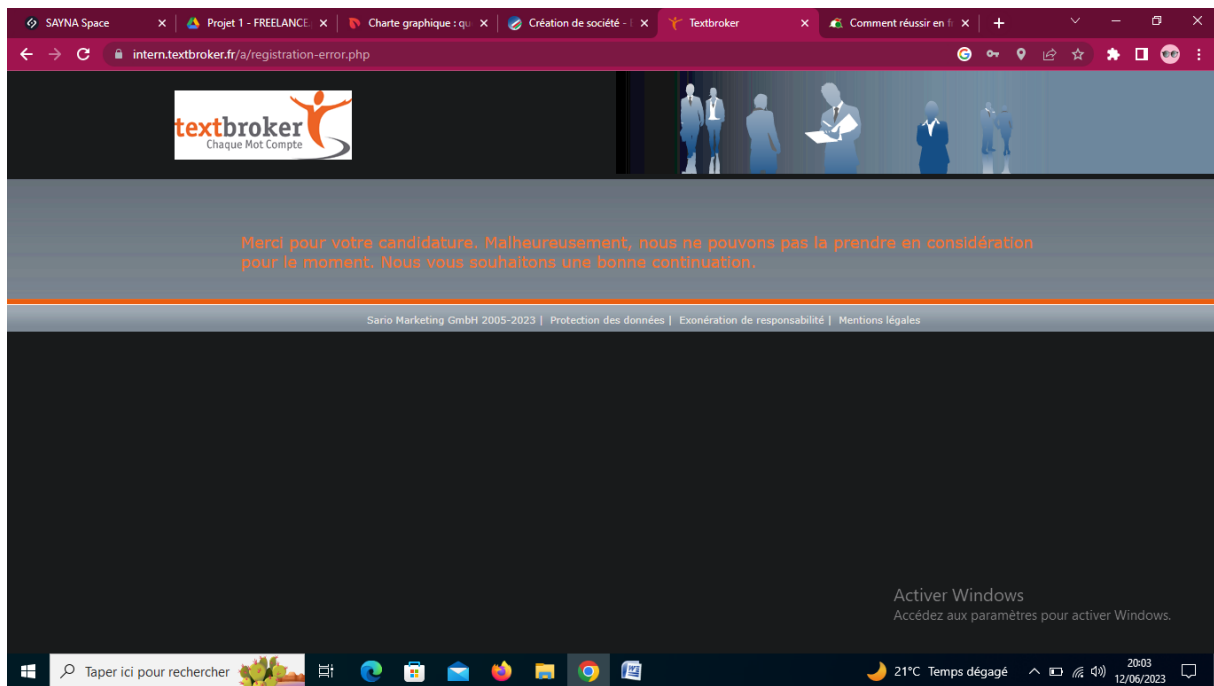 SAYNA Space
Projet 1 - FREELANCE.
Charte graphique : qu
Création de société -
Textbroker
Comment réussir en f
intern.textbroker.fr/a/registration-error.php
textbroker
Chaque Mot Compte
Merci pour votre candidature. Malheureusement, nous ne pouvons pas la prendre en considération
pour le moment. Nous vous souhaitons une bonne continuation.
Sario Marketing GmbH 2005-2023 | Protection des données | Exonération de responsabilité | Mentions légales
Activer Windows
Accédez aux paramètres pour activer Windows.
Taper ici pour rechercher
21°C Temps dégagé
20:03
12/06/2023